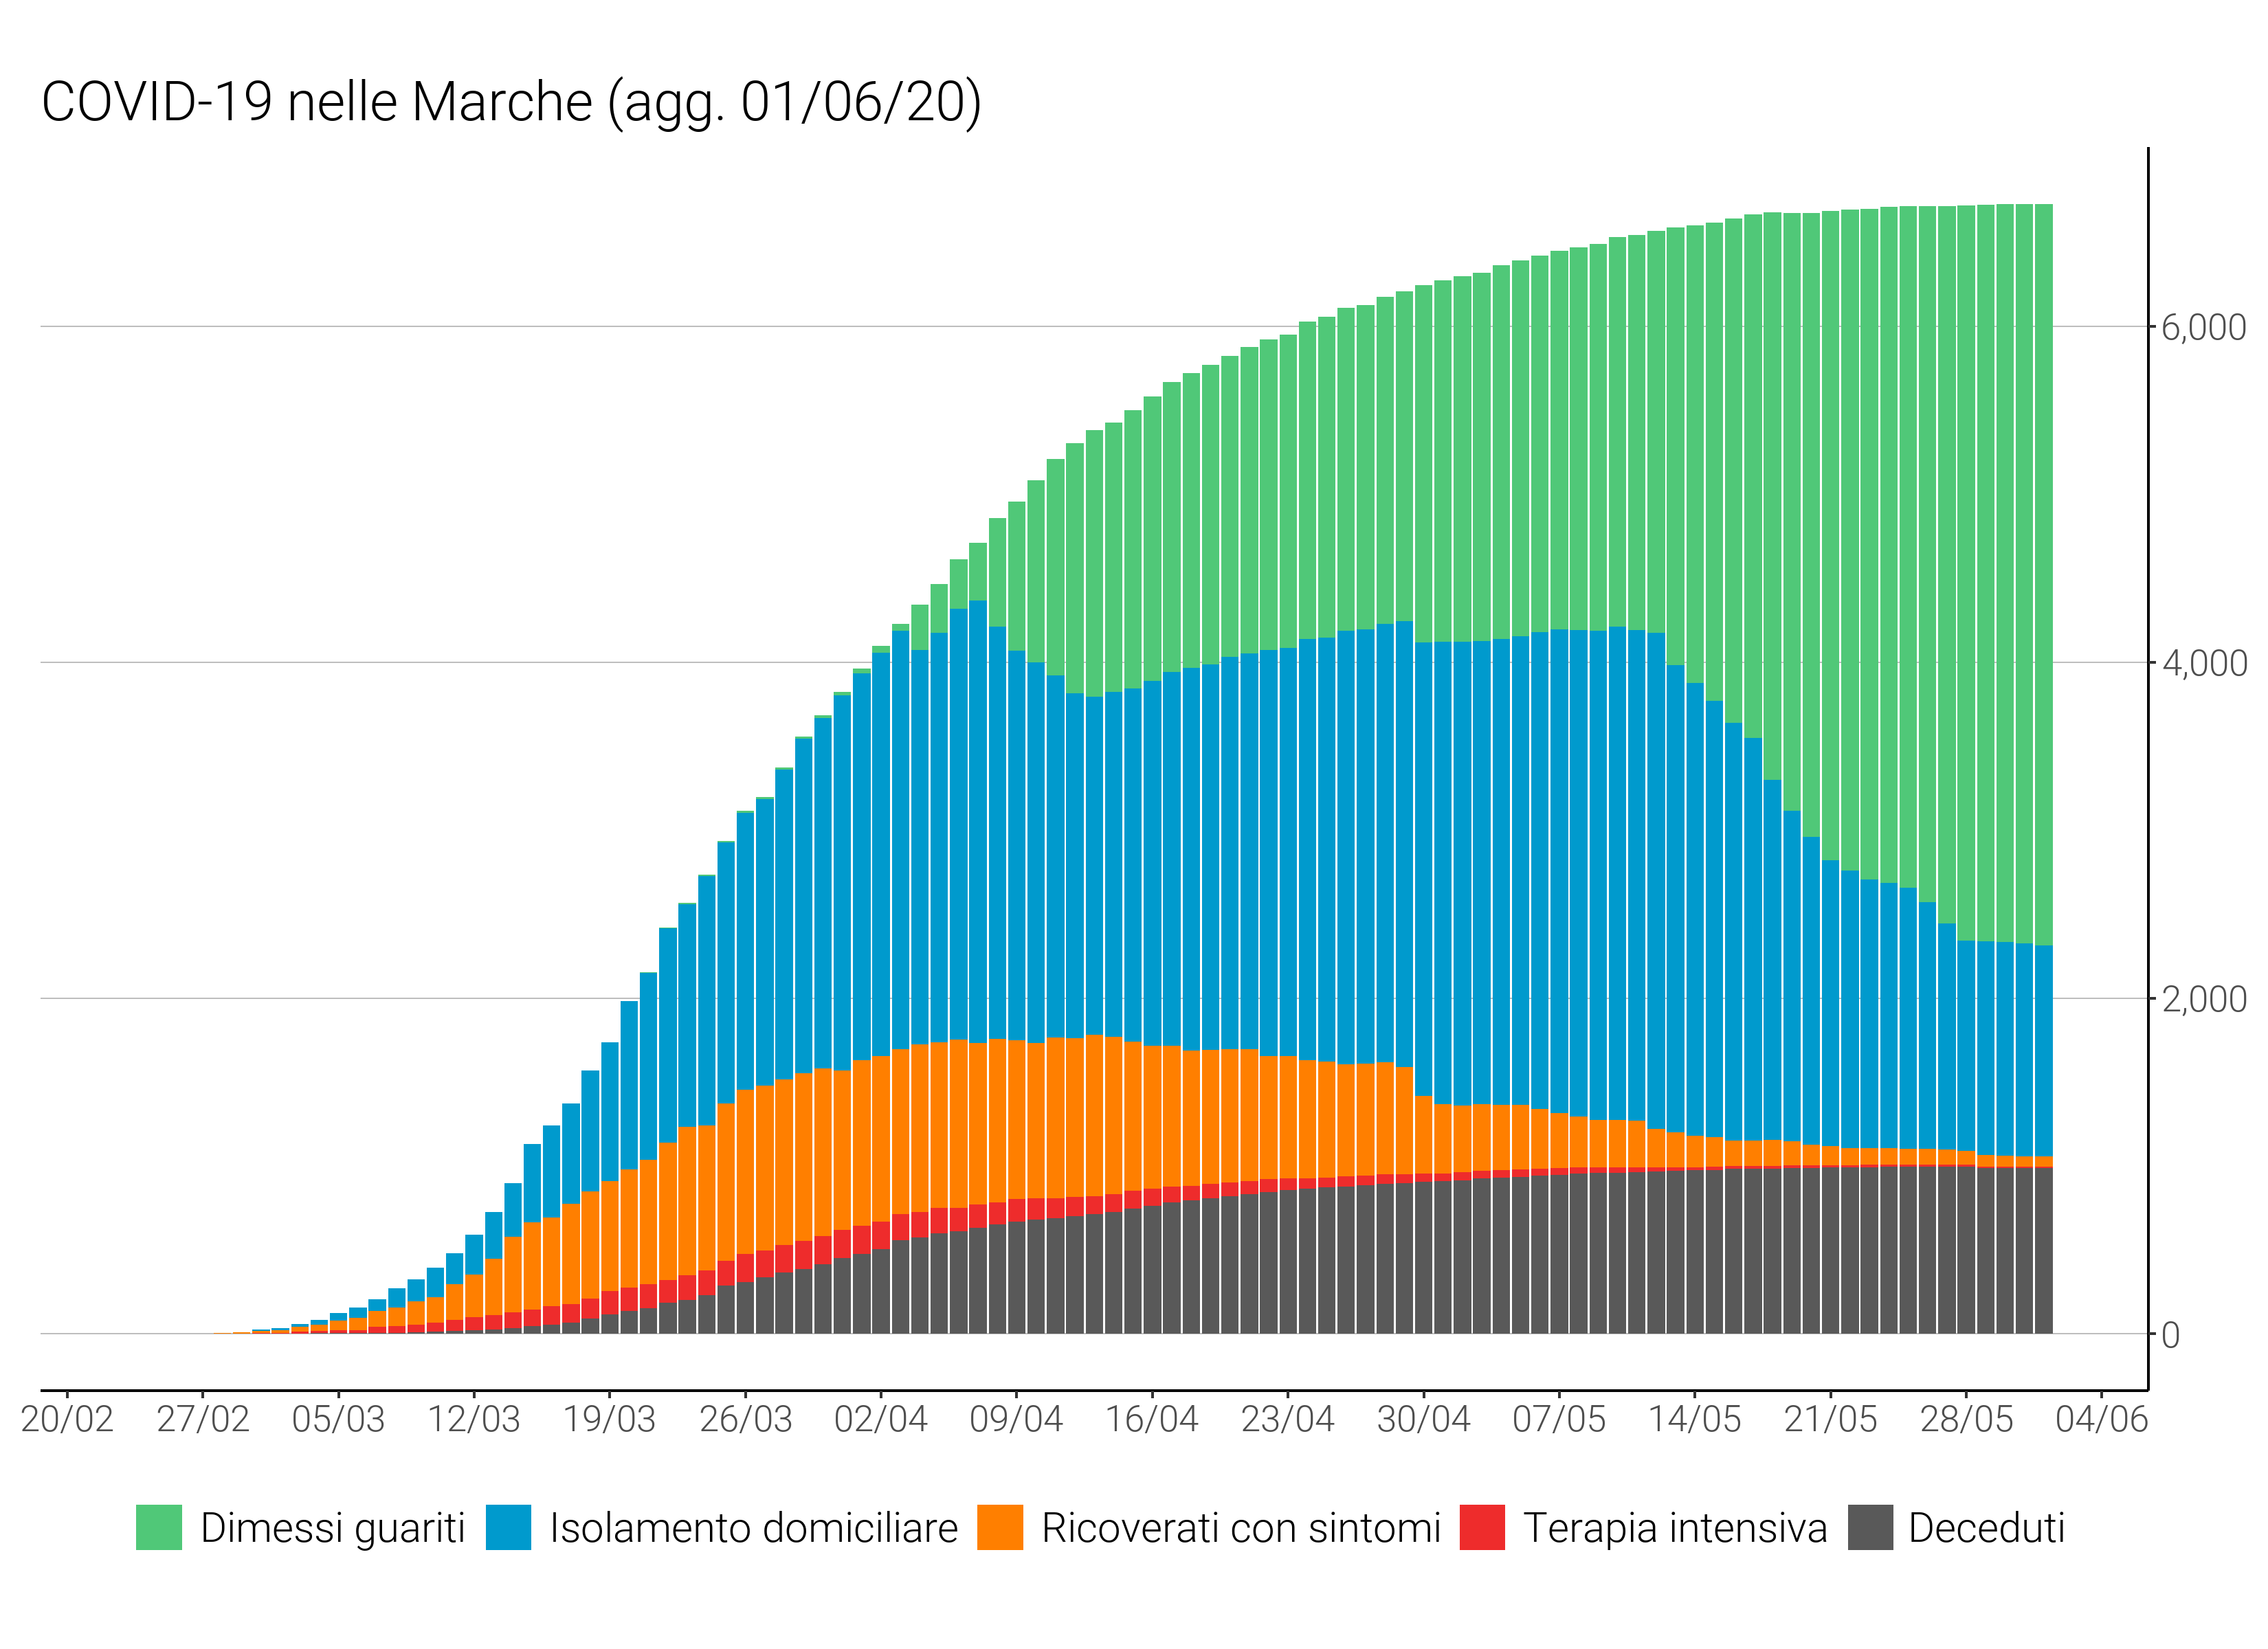 COVID-19 nelle Marche (agg. 01/06/20)
6,000
4,000
2,000
0
20/02 27/02 05/03 12/03 19/03 26/03 02/04 09/04 16/04 23/04 30/04 07/05 14/05 21/05 28/05 04/06
Dimessi guariti Isolamento domiciliare Ricoverati con sintomi Terapia intensiva Deceduti